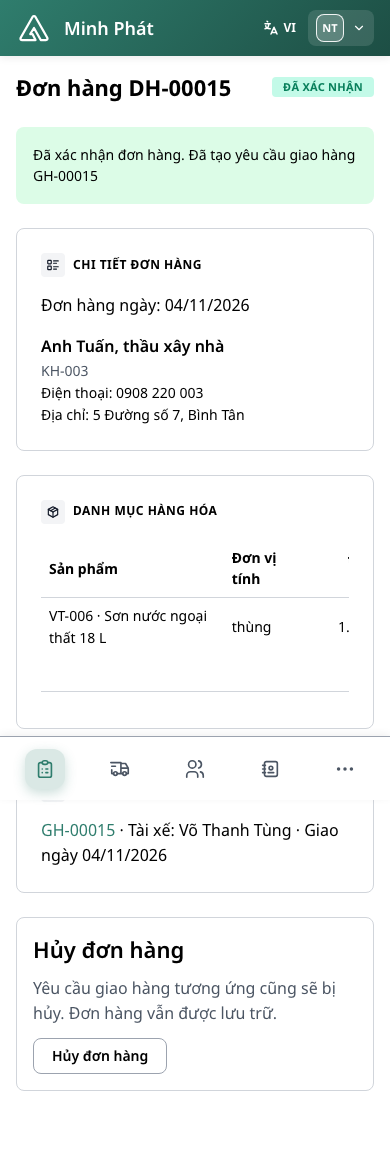 Minh Phát
VI
NT
Đơn hàng DH-00015
ĐÃ XÁC NHẬN
Đã xác nhận đơn hàng. Đã tạo yêu cầu giao hàng
GH-00015
CHI TIẾT ĐƠN HÀNG
Đơn hàng ngày: 04/11/2026
Anh Tuấn, thầu xây nhà
KH-003
Điện thoại: 0908 220 003
Địa chỉ: 5 Đường số 7, Bình Tân
DANH MỤC HÀNG HÓA
Sản phẩm
Đơn vị
tính
VT-006 · Sơn nước ngoại
thất 18 L
thùng
1.
GH-00015 · Tài xế: Võ Thanh Tùng · Giao
ngày 04/11/2026
Hủy đơn hàng
Yêu cầu giao hàng tương ứng cũng sẽ bị
hủy. Đơn hàng vẫn được lưu trữ.
Hủy đơn hàng